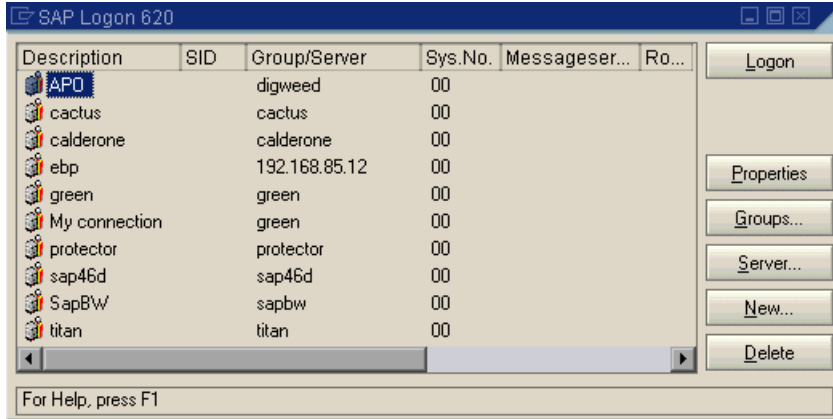 SAP Logon 620
Description SID Group/Server Sys.No. Messageser... Ro...
APO digweed 00
cactus cactus 00
calderone calderone 00
ebp 192.168.85.12 00
green green 00
My connection green 00
protector protector 00
sap46d sap46d 00
SapBW sapbw 00
titan titan 00
Logon
Properties
Groups...
Server...
New...
Delete
For Help, press F1